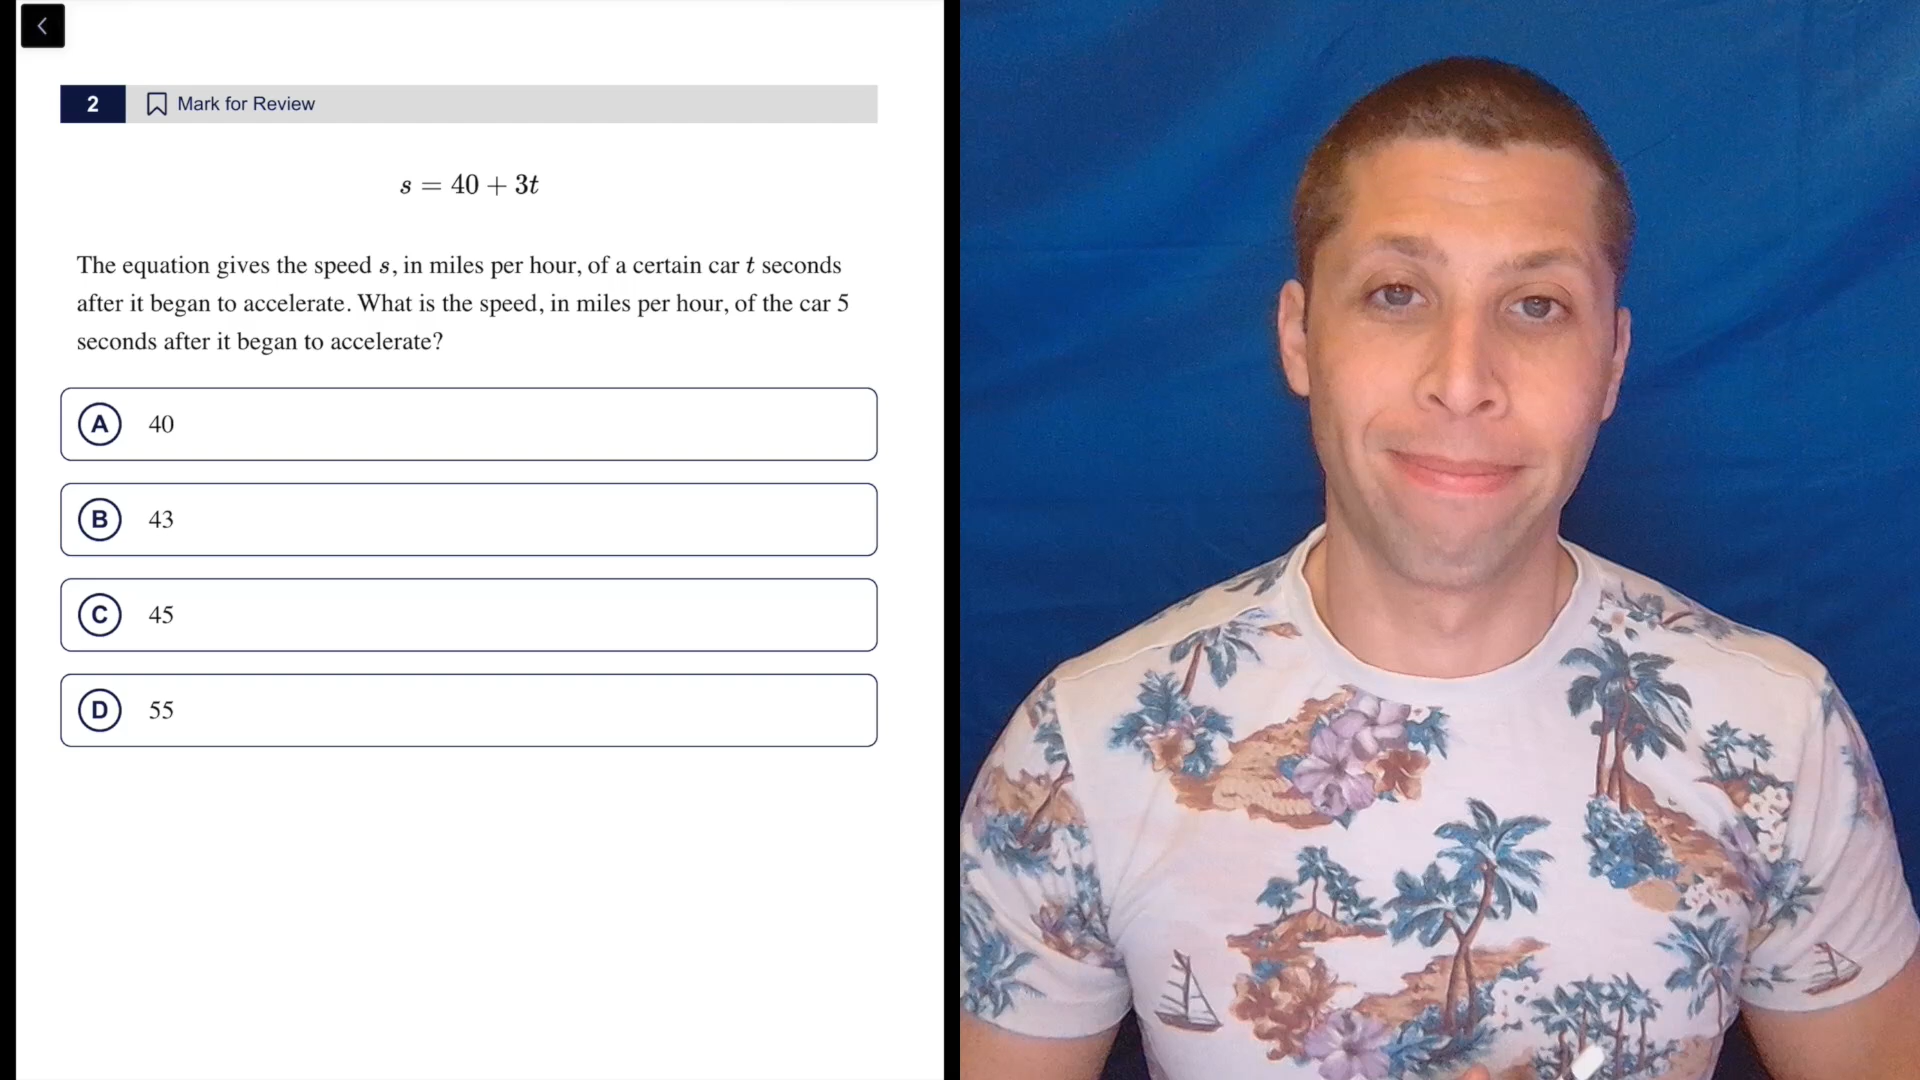 2 Mark for Review
s = 40 + 3t
The equation gives the speed s, in miles per hour, of a certain car t seconds
after it began to accelerate. What is the speed, in miles per hour, of the car 5
seconds after it began to accelerate?
A 40
B 43
C 45
D 55